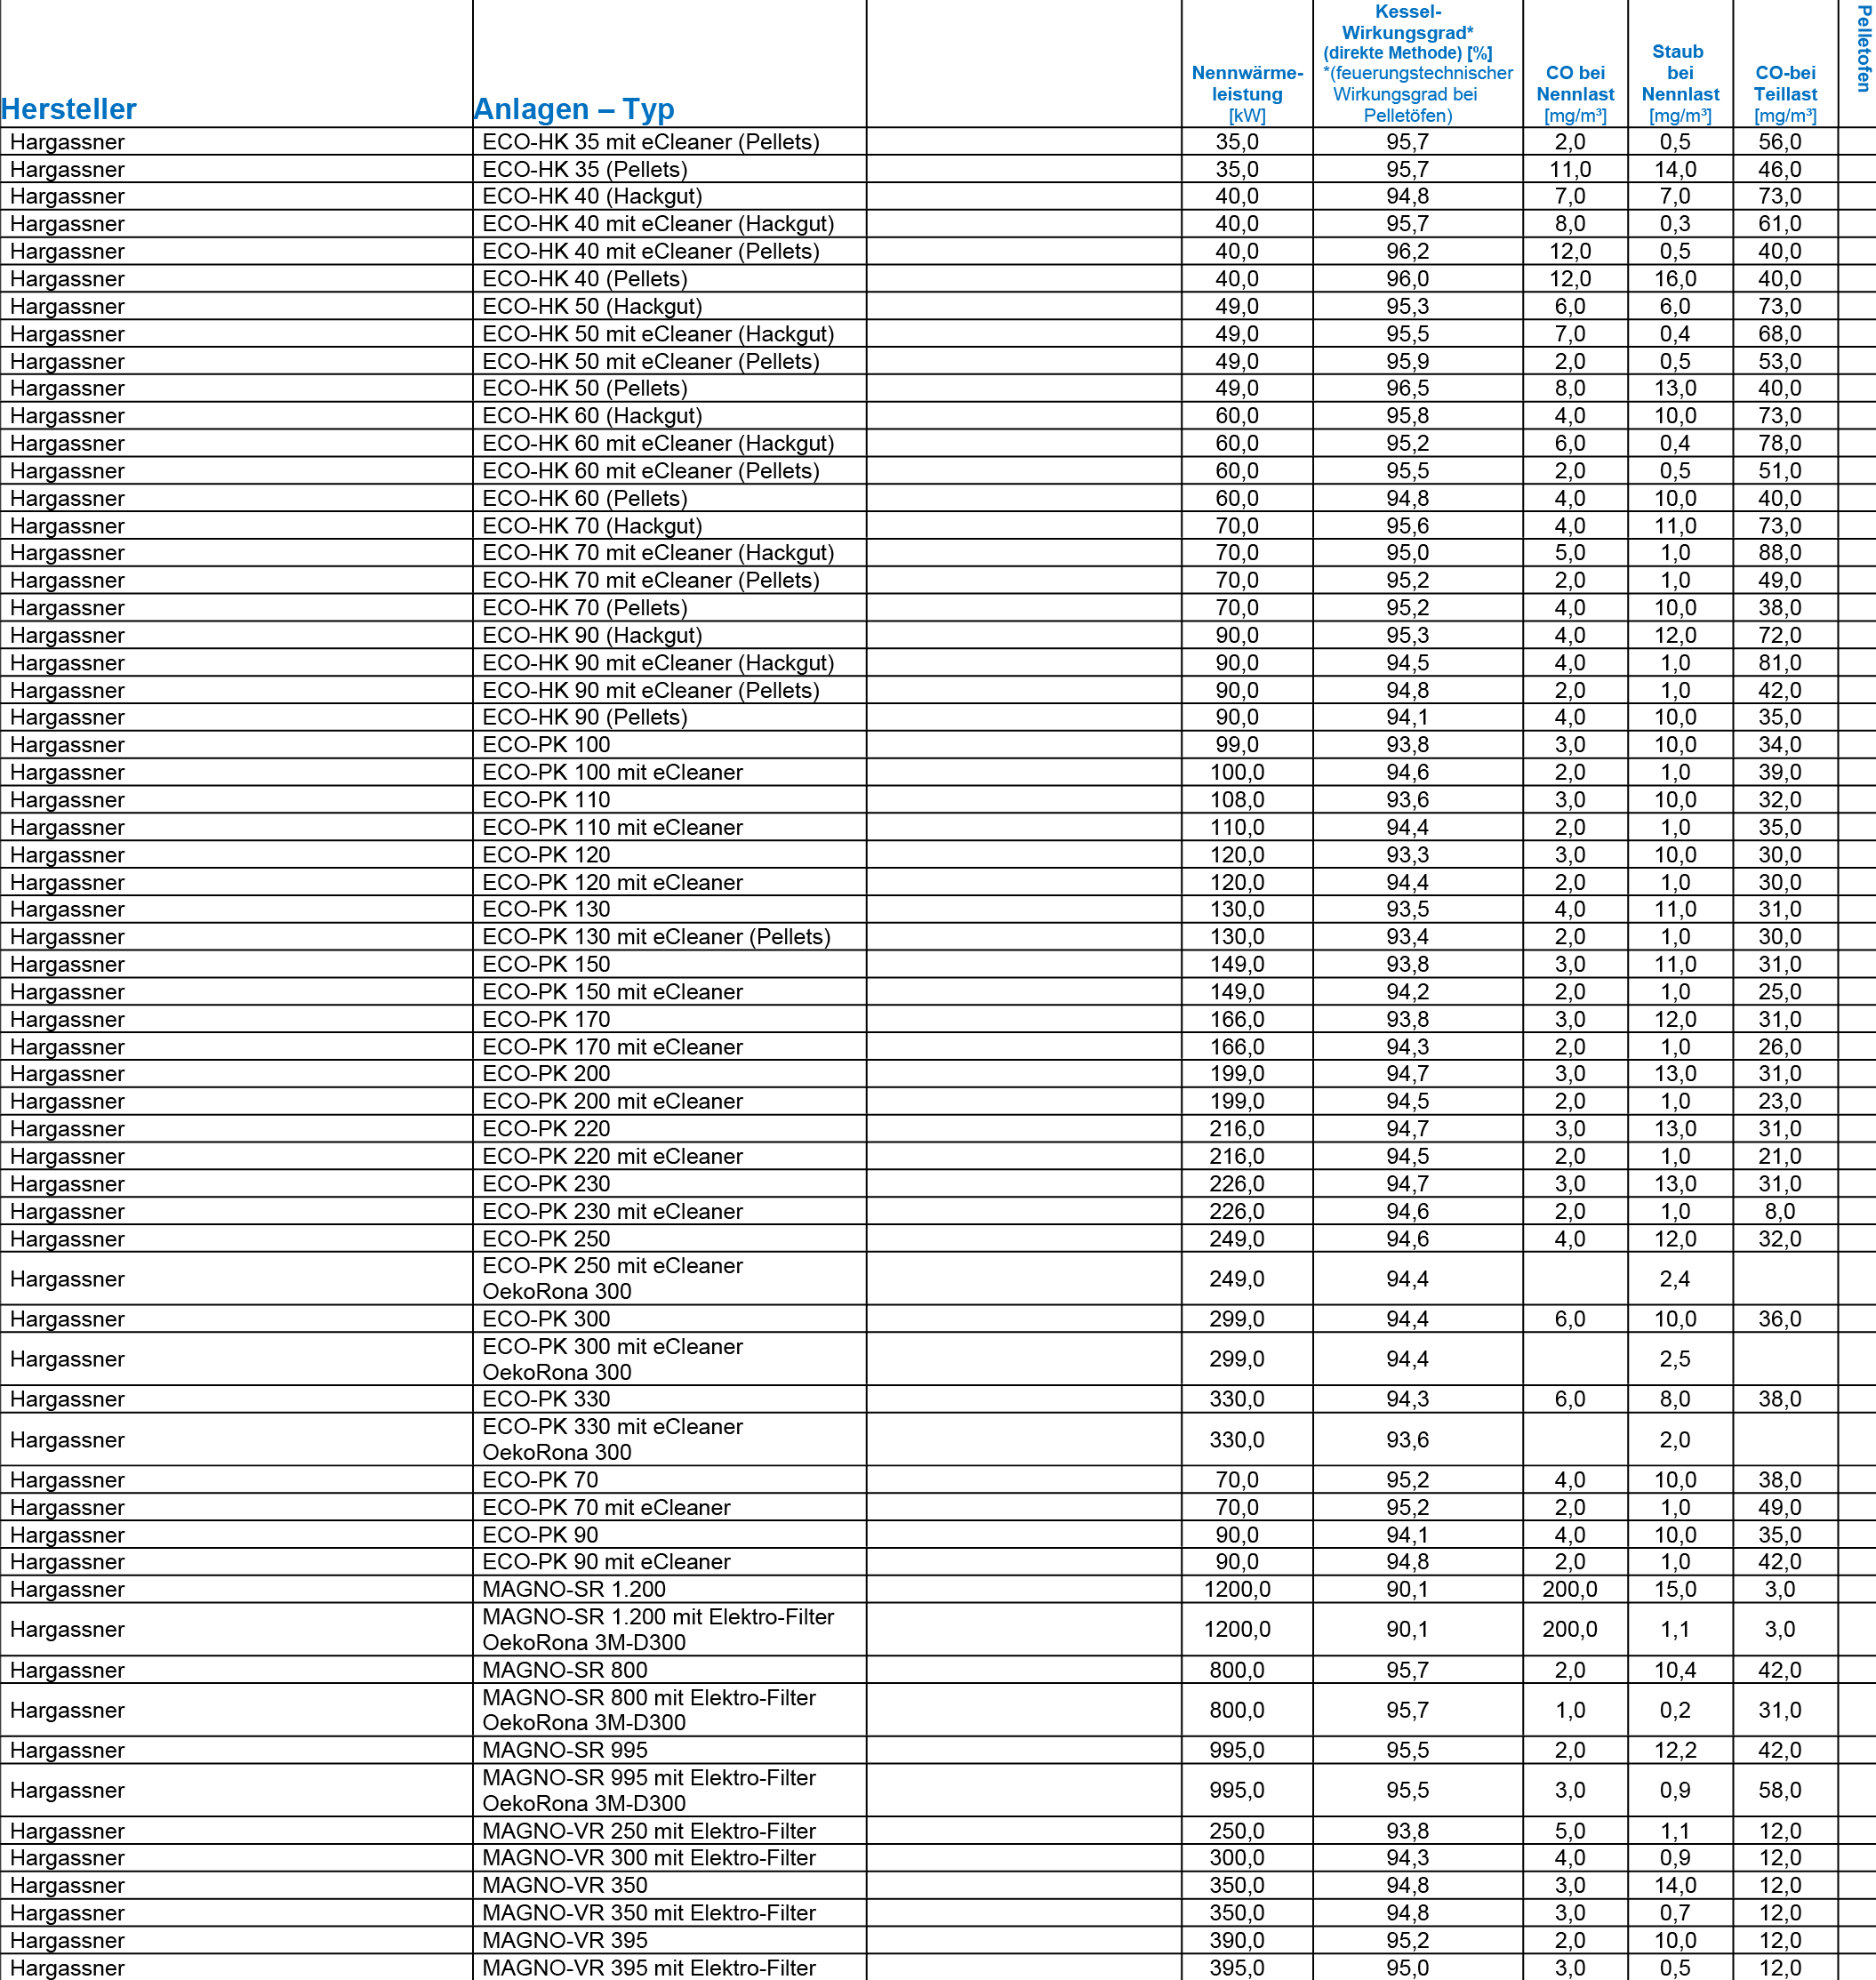 Hersteller Anlagen – Typ Nennwärme-leistung [kW] Kessel-Wirkungsgrad* (direkte Methode) [%] *(feuerungstechnischer Wirkungsgrad bei Pelletöfen) CO bei Nennlast [mg/m³] Staub bei Nennlast [mg/m³] CO-bei Teillast [mg/m³] Pelletofen
Hargassner ECO-HK 35 mit eCleaner (Pellets) 35,0 95,7 2,0 0,5 56,0
Hargassner ECO-HK 35 (Pellets) 35,0 95,7 11,0 14,0 46,0
Hargassner ECO-HK 40 (Hackgut) 40,0 94,8 7,0 7,0 73,0
Hargassner ECO-HK 40 mit eCleaner (Hackgut) 40,0 95,7 8,0 0,3 61,0
Hargassner ECO-HK 40 mit eCleaner (Pellets) 40,0 96,2 12,0 0,5 40,0
Hargassner ECO-HK 40 (Pellets) 40,0 96,0 12,0 16,0 40,0
Hargassner ECO-HK 50 (Hackgut) 49,0 95,3 6,0 6,0 73,0
Hargassner ECO-HK 50 mit eCleaner (Hackgut) 49,0 95,5 7,0 0,4 68,0
Hargassner ECO-HK 50 mit eCleaner (Pellets) 49,0 95,9 2,0 0,5 53,0
Hargassner ECO-HK 50 (Pellets) 49,0 96,5 8,0 13,0 40,0
Hargassner ECO-HK 60 (Hackgut) 60,0 95,8 4,0 10,0 73,0
Hargassner ECO-HK 60 mit eCleaner (Hackgut) 60,0 95,2 6,0 0,4 78,0
Hargassner ECO-HK 60 mit eCleaner (Pellets) 60,0 95,5 2,0 0,5 51,0
Hargassner ECO-HK 60 (Pellets) 60,0 94,8 4,0 10,0 40,0
Hargassner ECO-HK 70 (Hackgut) 70,0 95,6 4,0 11,0 73,0
Hargassner ECO-HK 70 mit eCleaner (Hackgut) 70,0 95,0 5,0 1,0 88,0
Hargassner ECO-HK 70 mit eCleaner (Pellets) 70,0 95,2 2,0 1,0 49,0
Hargassner ECO-HK 70 (Pellets) 70,0 95,2 4,0 10,0 38,0
Hargassner ECO-HK 90 (Hackgut) 90,0 95,3 4,0 12,0 72,0
Hargassner ECO-HK 90 mit eCleaner (Hackgut) 90,0 94,5 4,0 1,0 81,0
Hargassner ECO-HK 90 mit eCleaner (Pellets) 90,0 94,8 2,0 1,0 42,0
Hargassner ECO-HK 90 (Pellets) 90,0 94,1 4,0 10,0 35,0
Hargassner ECO-PK 100 99,0 93,8 3,0 10,0 34,0
Hargassner ECO-PK 100 mit eCleaner 100,0 94,6 2,0 1,0 39,0
Hargassner ECO-PK 110 108,0 93,6 3,0 10,0 32,0
Hargassner ECO-PK 110 mit eCleaner 110,0 94,4 2,0 1,0 35,0
Hargassner ECO-PK 120 120,0 93,3 3,0 10,0 30,0
Hargassner ECO-PK 120 mit eCleaner 120,0 94,4 2,0 1,0 30,0
Hargassner ECO-PK 130 130,0 93,5 4,0 11,0 31,0
Hargassner ECO-PK 130 mit eCleaner (Pellets) 130,0 93,4 2,0 1,0 30,0
Hargassner ECO-PK 150 149,0 93,8 3,0 11,0 31,0
Hargassner ECO-PK 150 mit eCleaner 149,0 94,2 2,0 1,0 25,0
Hargassner ECO-PK 170 166,0 93,8 3,0 12,0 31,0
Hargassner ECO-PK 170 mit eCleaner 166,0 94,3 2,0 1,0 26,0
Hargassner ECO-PK 200 199,0 94,7 3,0 13,0 31,0
Hargassner ECO-PK 200 mit eCleaner 199,0 94,5 2,0 1,0 23,0
Hargassner ECO-PK 220 216,0 94,7 3,0 13,0 31,0
Hargassner ECO-PK 220 mit eCleaner 216,0 94,5 2,0 1,0 21,0
Hargassner ECO-PK 230 226,0 94,7 3,0 13,0 31,0
Hargassner ECO-PK 230 mit eCleaner 226,0 94,6 2,0 1,0 8,0
Hargassner ECO-PK 250 249,0 94,6 4,0 12,0 32,0
Hargassner ECO-PK 250 mit eCleaner OekoRona 300 249,0 94,4 2,4
Hargassner ECO-PK 300 299,0 94,4 6,0 10,0 36,0
Hargassner ECO-PK 300 mit eCleaner OekoRona 300 299,0 94,4 2,5
Hargassner ECO-PK 330 330,0 94,3 6,0 8,0 38,0
Hargassner ECO-PK 330 mit eCleaner OekoRona 300 330,0 93,6 2,0
Hargassner ECO-PK 70 70,0 95,2 4,0 10,0 38,0
Hargassner ECO-PK 70 mit eCleaner 70,0 95,2 2,0 1,0 49,0
Hargassner ECO-PK 90 90,0 94,1 4,0 10,0 35,0
Hargassner ECO-PK 90 mit eCleaner 90,0 94,8 2,0 1,0 42,0
Hargassner MAGNO-SR 1.200 1200,0 90,1 200,0 15,0 3,0
Hargassner MAGNO-SR 1.200 mit Elektro-Filter OekoRona 3M-D300 1200,0 90,1 200,0 1,1 3,0
Hargassner MAGNO-SR 800 800,0 95,7 2,0 10,4 42,0
Hargassner MAGNO-SR 800 mit Elektro-Filter OekoRona 3M-D300 800,0 95,7 1,0 0,2 31,0
Hargassner MAGNO-SR 995 995,0 95,5 2,0 12,2 42,0
Hargassner MAGNO-SR 995 mit Elektro-Filter OekoRona 3M-D300 995,0 95,5 3,0 0,9 58,0
Hargassner MAGNO-VR 250 mit Elektro-Filter 250,0 93,8 5,0 1,1 12,0
Hargassner MAGNO-VR 300 mit Elektro-Filter 300,0 94,3 4,0 0,9 12,0
Hargassner MAGNO-VR 350 350,0 94,8 3,0 14,0 12,0
Hargassner MAGNO-VR 350 mit Elektro-Filter 350,0 94,8 3,0 0,7 12,0
Hargassner MAGNO-VR 395 390,0 95,2 2,0 10,0 12,0
Hargassner MAGNO-VR 395 mit Elektro-Filter 395,0 95,0 3,0 0,5 12,0